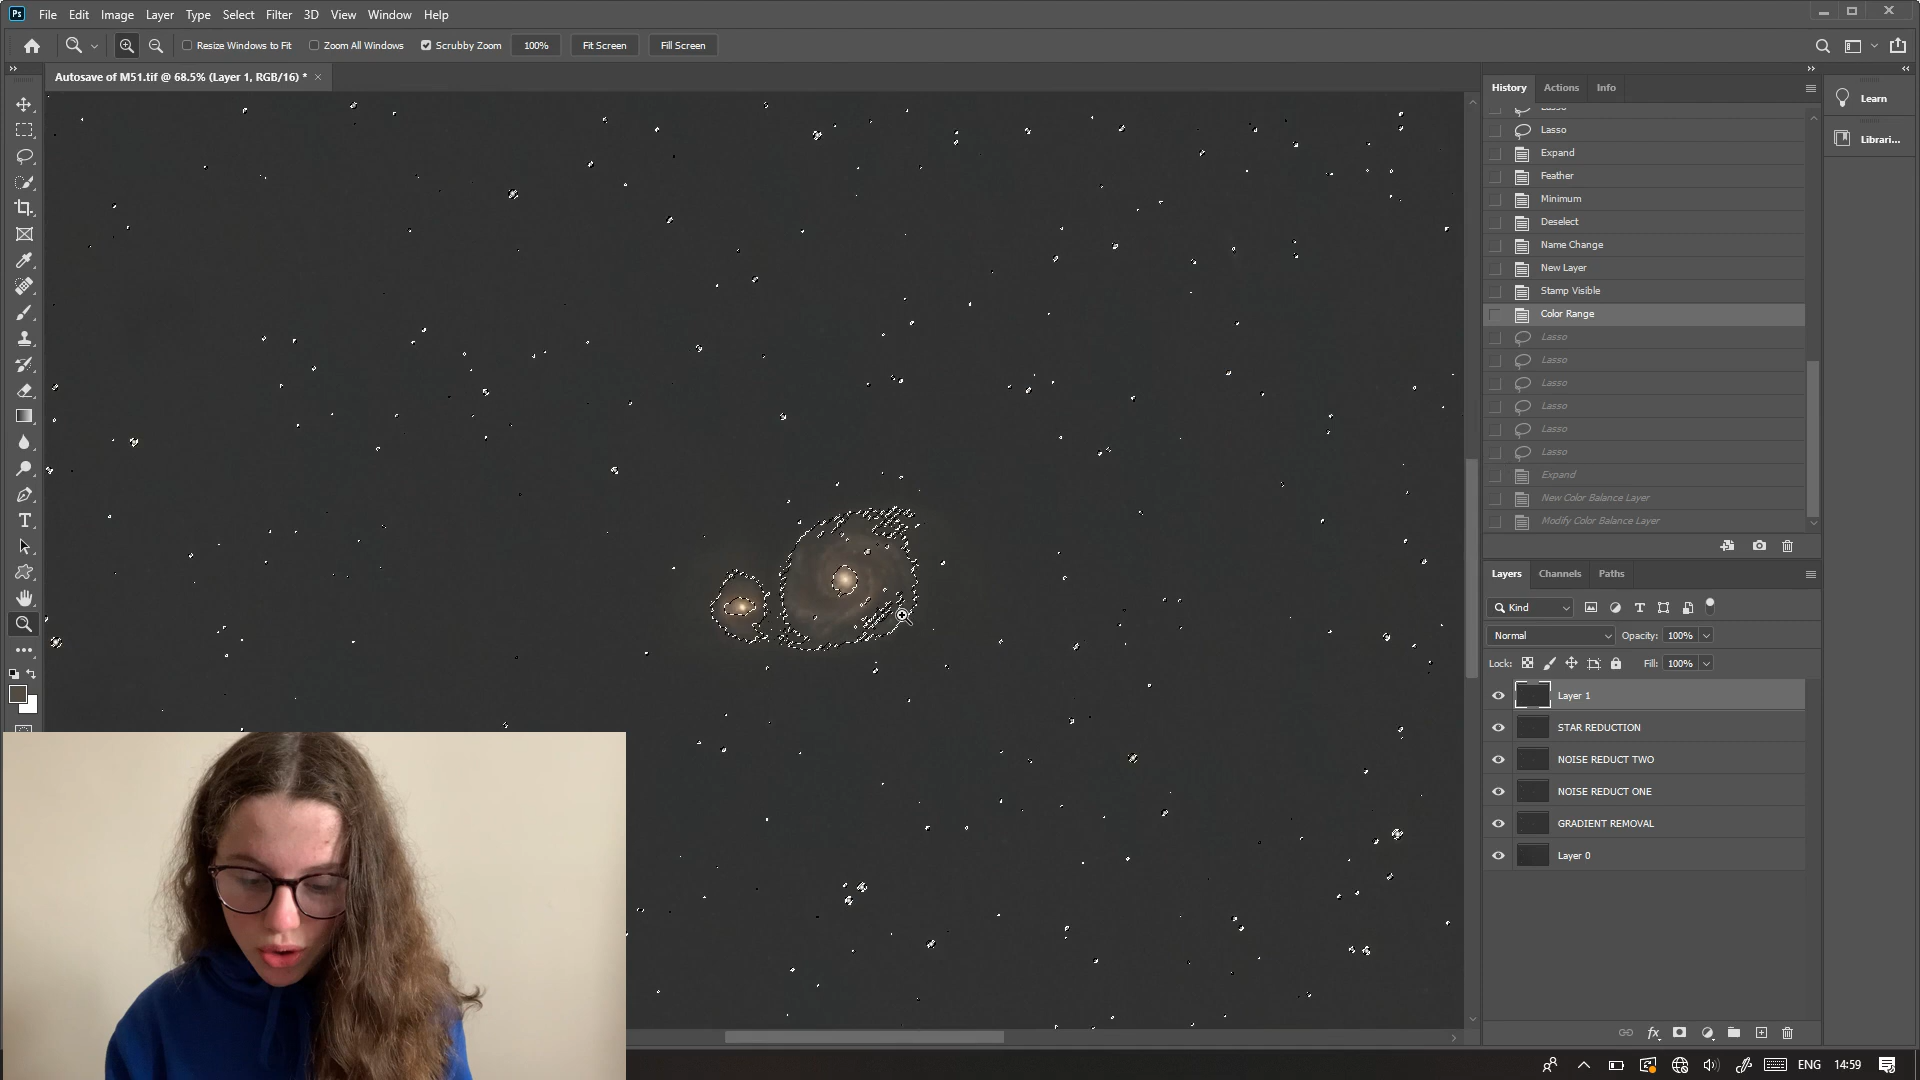 Ps File Edit Image Layer Type Select Filter 3D View Window Help
Resize Windows to Fit Zoom All Windows Scrubby Zoom 100% Fit Screen Fill Screen
Autosave of M51.tif @ 68.5% (Layer 1, RGB/16) *
History Actions Info
Learn
Librari...
Lasso
Lasso
Expand
Feather
Minimum
Deselect
Name Change
New Layer
Stamp Visible
Color Range
Lasso
Lasso
Lasso
Lasso
Lasso
Lasso
Expand
New Color Balance Layer
Modify Color Balance Layer
Layers Channels Paths
Kind
Normal Opacity: 100%
Lock: Fill: 100%
Layer 1
STAR REDUCTION
NOISE REDUCT TWO
NOISE REDUCT ONE
GRADIENT REMOVAL
Layer 0
fx
ENG 14:59